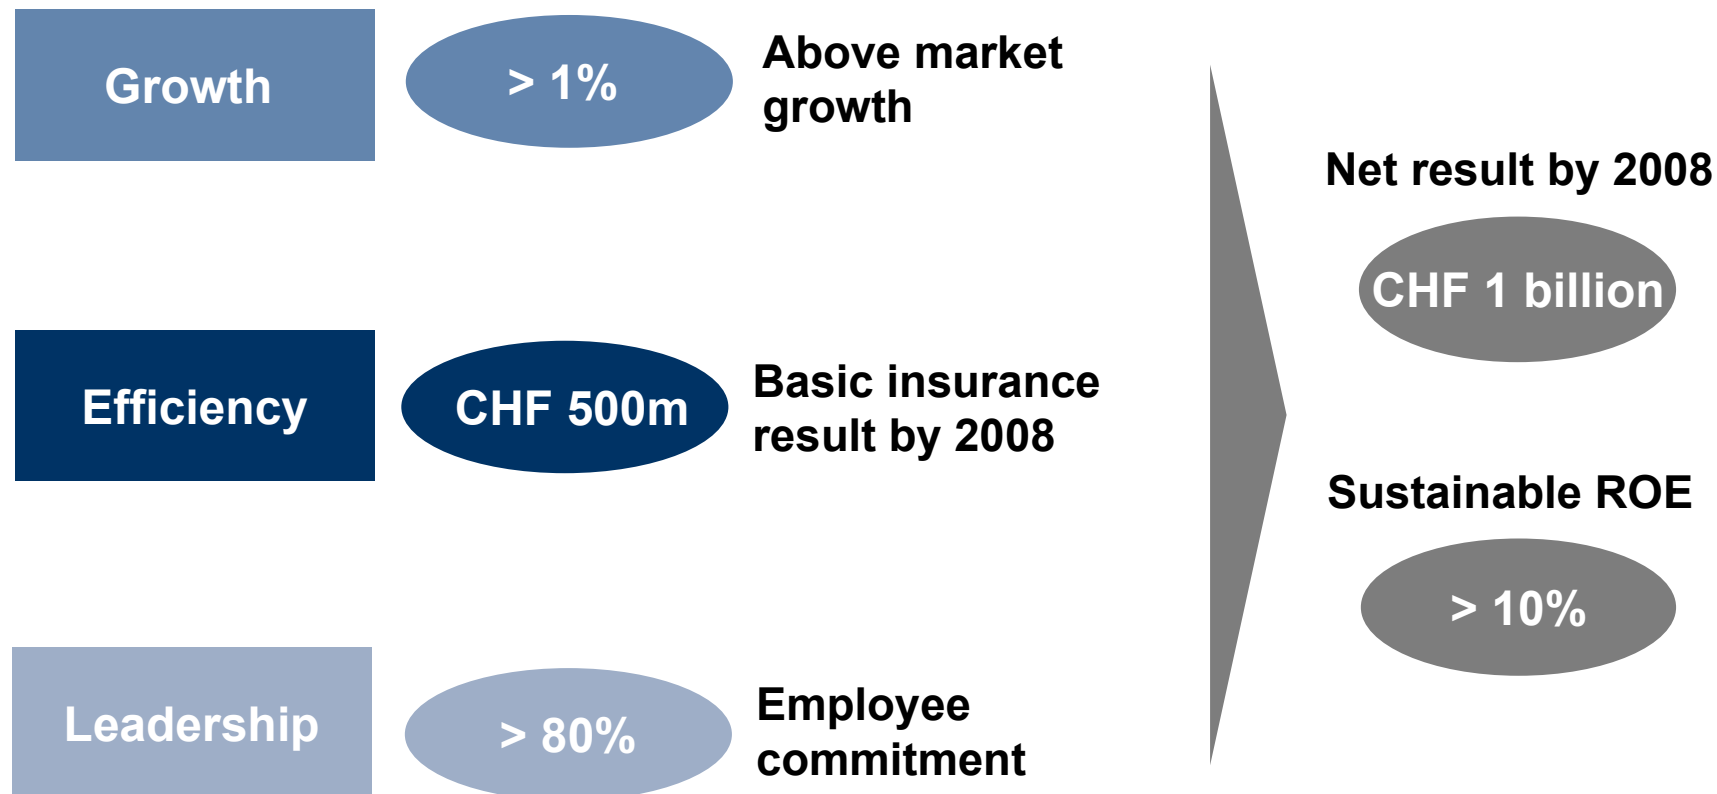 Growth
> 1%
Above market
growth
Efficiency
CHF 500m
Basic insurance
result by 2008
Leadership
> 80%
Employee
commitment
Net result by 2008
CHF 1 billion
Sustainable ROE
> 10%